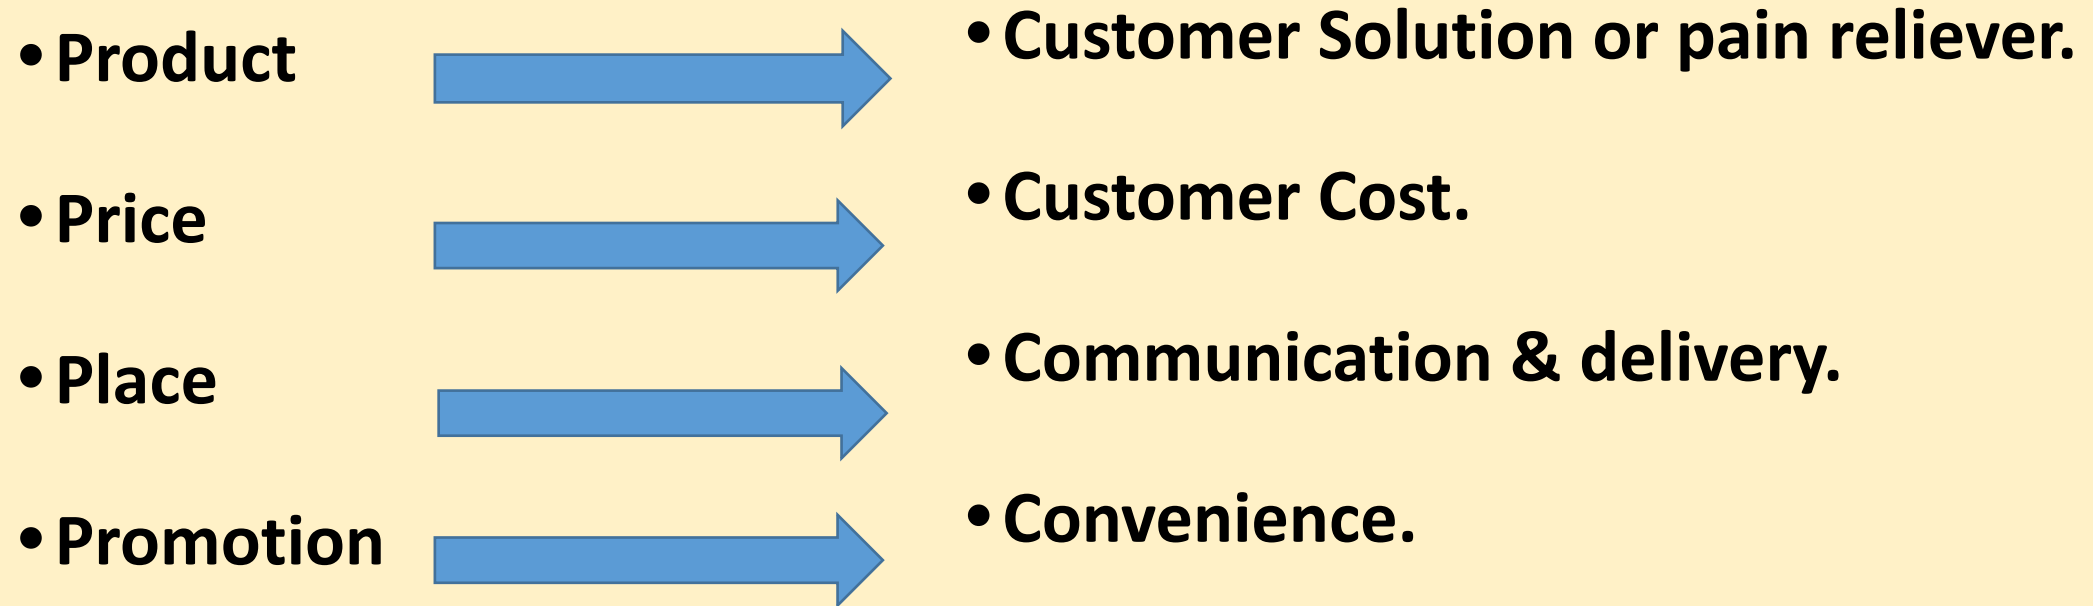 • Product
• Customer Solution or pain reliever.
• Price
• Customer Cost.
• Place
• Communication & delivery.
• Promotion
• Convenience.